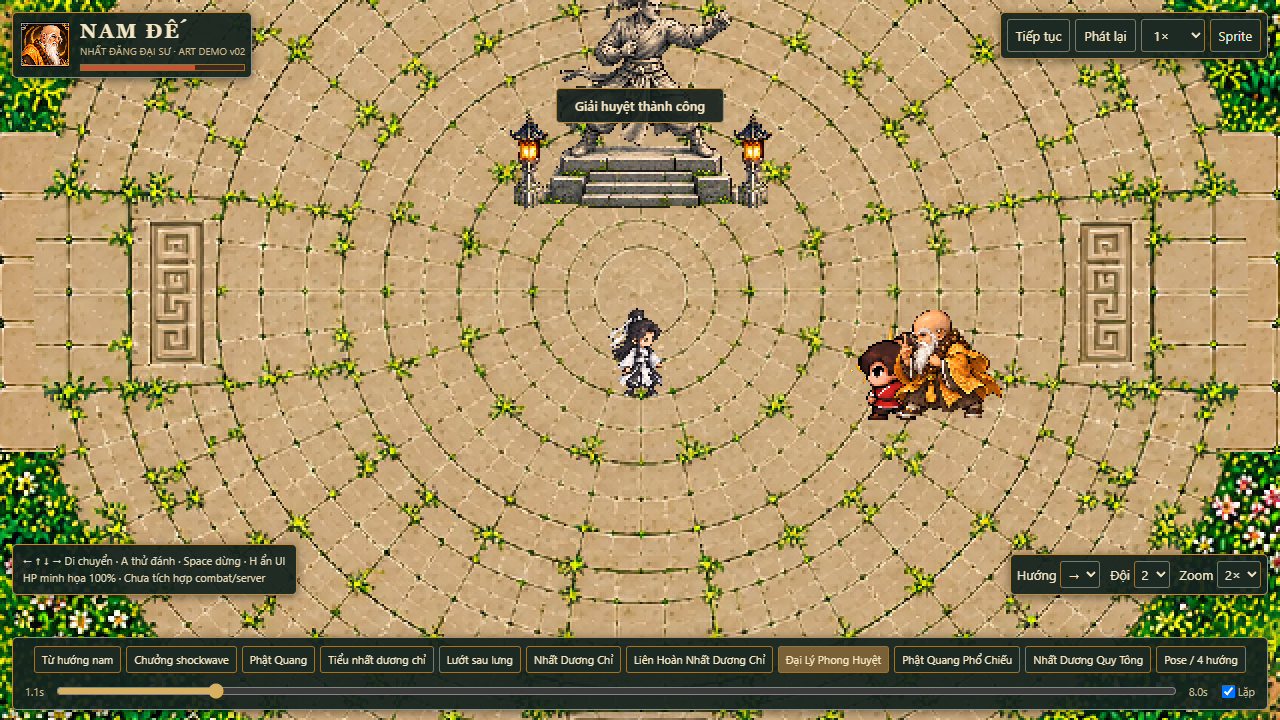 NAM ĐẾ
NHẤT ĐĂNG ĐẠI SƯ · ART DEMO v02
Tiếp tục
Phát lại
1×
Sprite
Giải huyệt thành công
← ↑ ↓ → Di chuyển · A thử đánh · Space dừng · H ẩn UI
HP minh họa 100% · Chưa tích hợp combat/server
Hướng → Đội 2 Zoom 2×
Từ hướng nam
Chưởng shockwave
Phật Quang
Tiểu nhất dương chỉ
Lướt sau lưng
Nhất Dương Chỉ
Liên Hoàn Nhất Dương Chỉ
Đại Lý Phong Huyệt
Phật Quang Phổ Chiếu
Nhất Dương Quy Tông
Pose / 4 hướng
1.1s
8.0s
Lặp